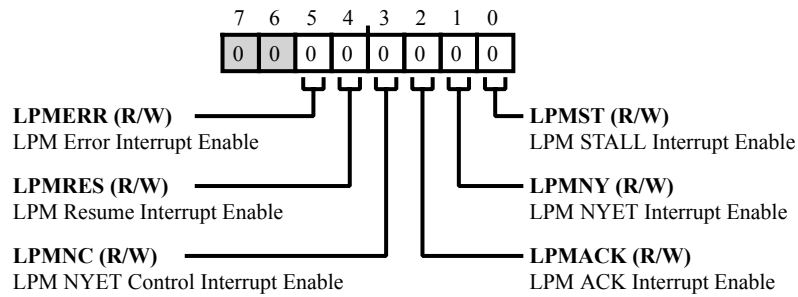 7 6 5 4 3 2 1 0
0 0 0 0 0 0 0 0
LPMERR (R/W)
LPM Error Interrupt Enable
LPMRES (R/W)
LPM Resume Interrupt Enable
LPMNC (R/W)
LPM NYET Control Interrupt Enable
LPMST (R/W)
LPM STALL Interrupt Enable
LPMNY (R/W)
LPM NYET Interrupt Enable
LPMACK (R/W)
LPM ACK Interrupt Enable